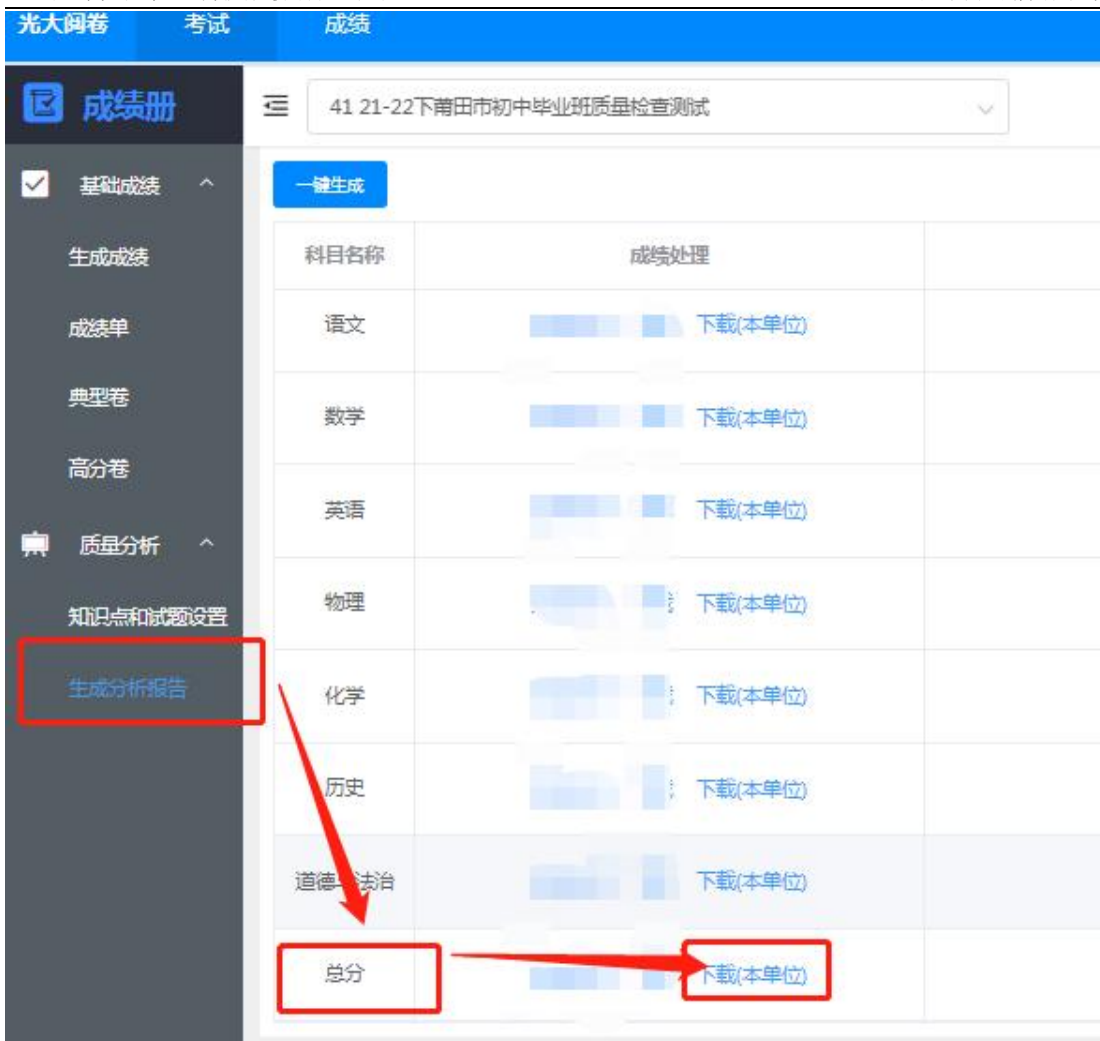 光大阅卷 考试 成绩
成绩册
41 21-22下莆田市初中毕业班质量检查测试
基础成绩
生成成绩
成绩单
典型卷
高分卷
质量分析
知识点和试题设置
生成分析报告
一键生成
科目名称 成绩处理
语文 下载(本单位)
数学 下载(本单位)
英语 下载(本单位)
物理 下载(本单位)
化学 下载(本单位)
历史 下载(本单位)
道德 法治 下载(本单位)
总分 下载(本单位)